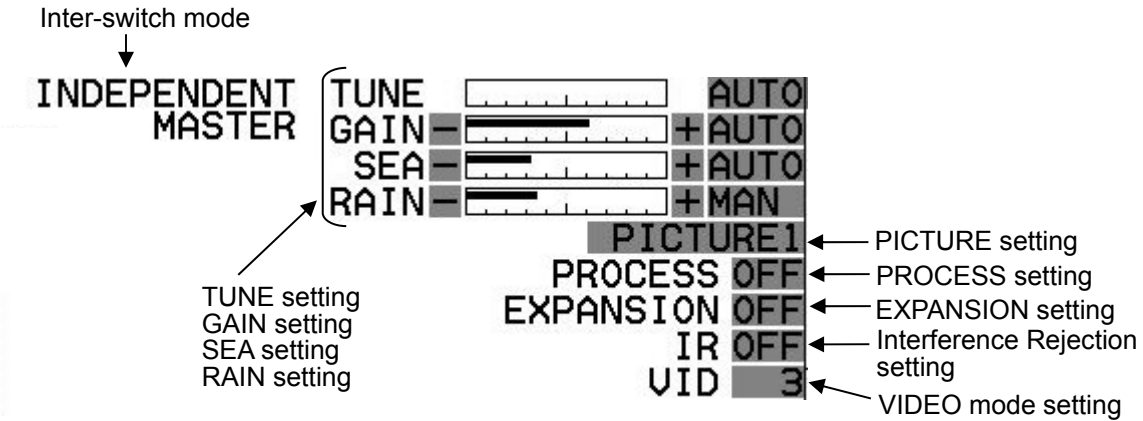 Inter-switch mode
INDEPENDENT
MASTER
TUNE AUTO
GAIN - + AUTO
SEA - + AUTO
RAIN - + MAN
PICTURE1
PROCESS OFF
EXPANSION OFF
IR OFF
VID 3
TUNE setting
GAIN setting
SEA setting
RAIN setting
PICTURE setting
PROCESS setting
EXPANSION setting
Interference Rejection
setting
VIDEO mode setting